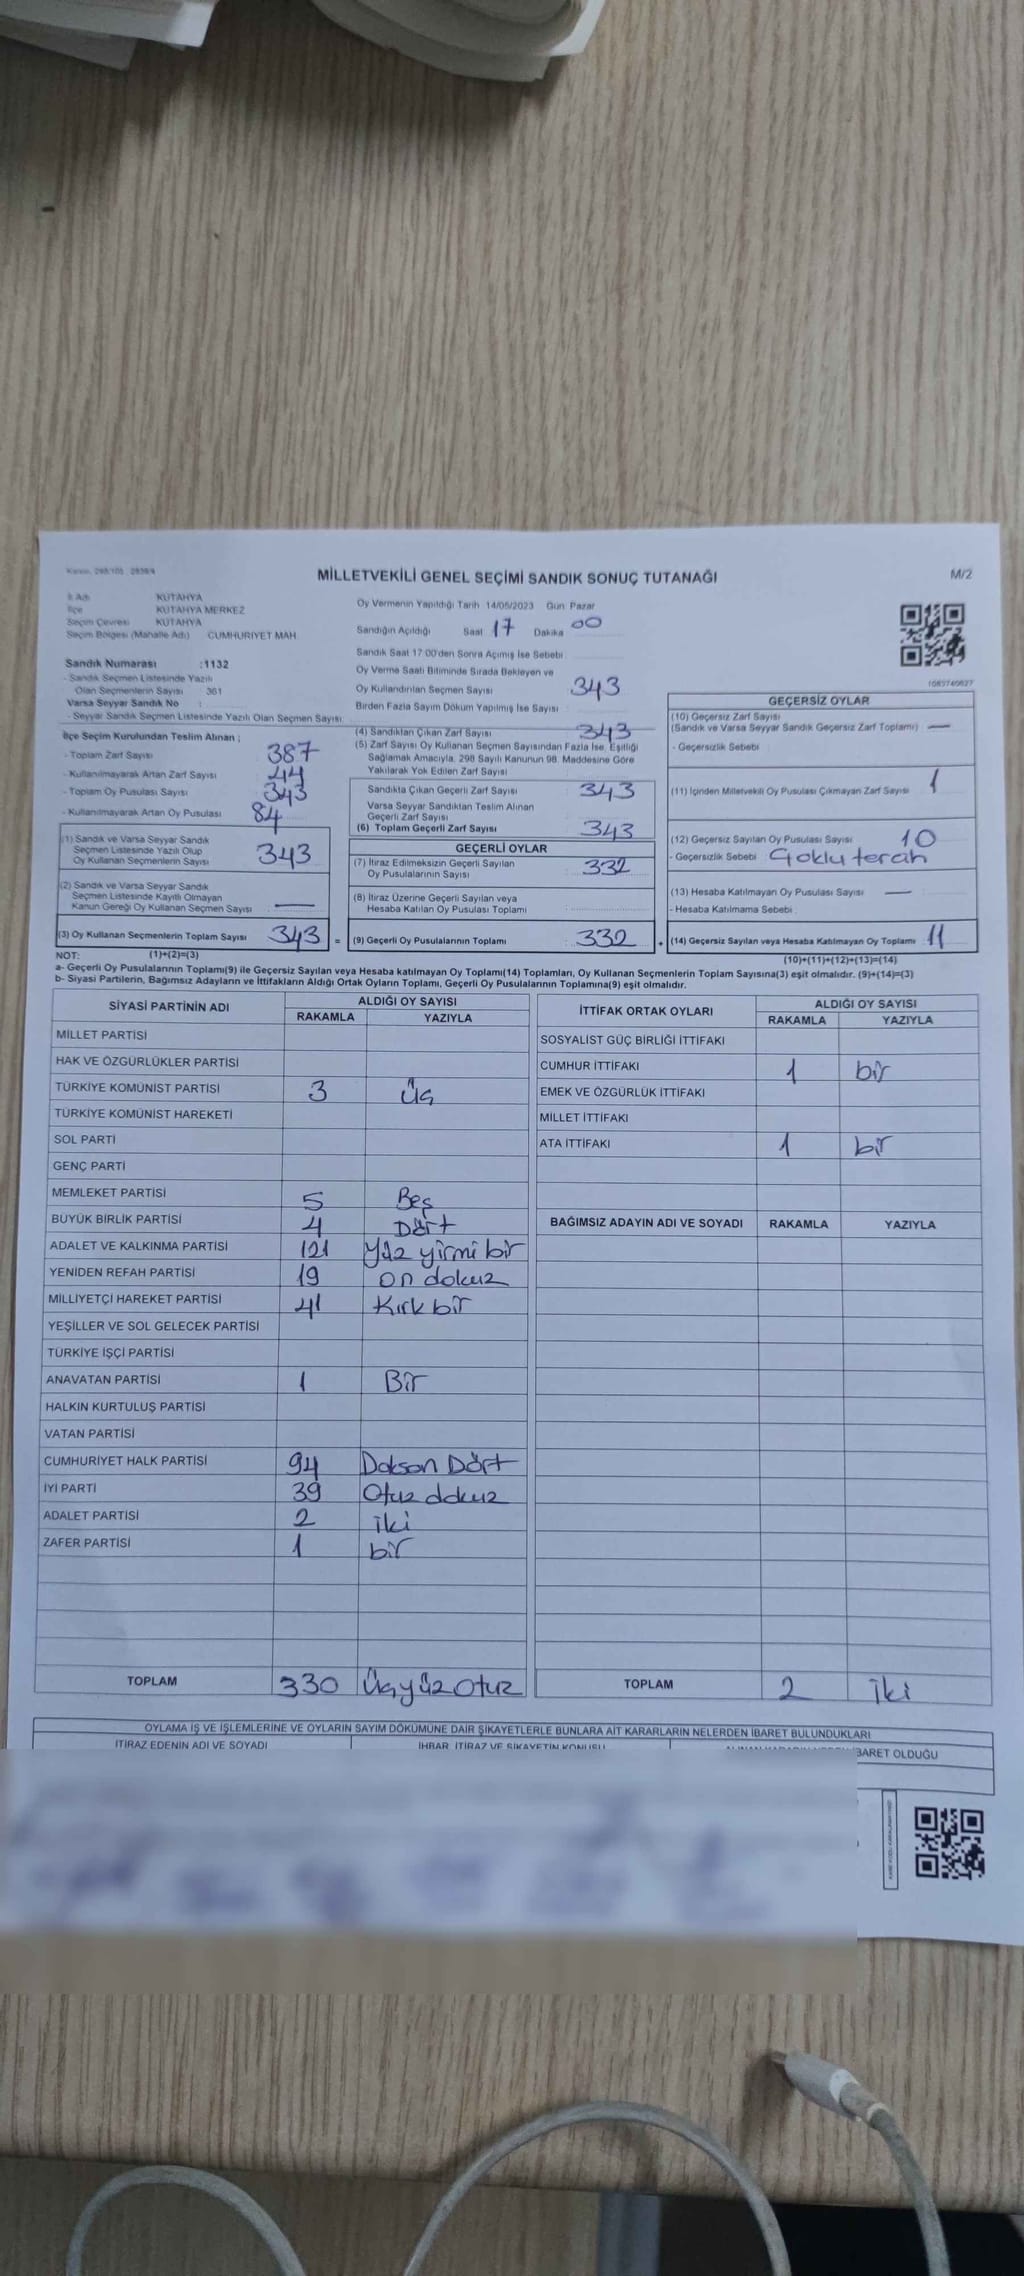 Kanun, 298/105 2839/4
MİLLETVEKİLİ GENEL SEÇİMİ SANDIK SONUÇ TUTANAĞI
M/2
İl Adı KÜTAHYA
İlçe KÜTAHYA MERKEZ
Seçim Çevresi KÜTAHYA
Seçim Bölgesi (Mahalle Adı) CUMHURİYET MAH.
Sandık Numarası :1132
- Sandık Seçmen Listesinde Yazılı
Olan Seçmenlerin Sayısı : 361
Varsa Seyyar Sandık No :
- Seyyar Sandık Seçmen Listesinde Yazılı Olan Seçmen Sayısı:
İlçe Seçim Kurulundan Teslim Alınan ;
- Toplam Zarf Sayısı 387
- Kullanılmayarak Artan Zarf Sayısı 44
- Toplam Oy Pusulası Sayısı 343
- Kullanılmayarak Artan Oy Pusulası 84
(1) Sandık ve Varsa Seyyar Sandık
Seçmen Listesinde Yazılı Olup
Oy Kullanan Seçmenlerin Sayısı 343
(2) Sandık ve Varsa Seyyar Sandık
Seçmen Listesinde Kayıtlı Olmayan
Kanun Gereği Oy Kullanan Seçmen Sayısı —
(3) Oy Kullanan Seçmenlerin Toplam Sayısı 343 =
Oy Vermenin Yapıldığı Tarih 14/05/2023 Gün Pazar
Sandığın Açıldığı Saat 17 Dakika 00
Sandık Saat 17:00'den Sonra Açılmış İse Sebebi
Oy Verme Saati Bitiminde Sırada Bekleyen ve
Oy Kullandırılan Seçmen Sayısı 343
Birden Fazla Sayım Döküm Yapılmış İse Sayısı
(4) Sandıktan Çıkan Zarf Sayısı 343
(5) Zarf Sayısı Oy Kullanan Seçmen Sayısından Fazla İse, Eşitliği
Sağlamak Amacıyla, 298 Sayılı Kanunun 98. Maddesine Göre
Yakılarak Yok Edilen Zarf Sayısı
Sandıkta Çıkan Geçerli Zarf Sayısı 343
Varsa Seyyar Sandıktan Teslim Alınan
Geçerli Zarf Sayısı
(6) Toplam Geçerli Zarf Sayısı 343
GEÇERLİ OYLAR
(7) İtiraz Edilmeksizin Geçerli Sayılan
Oy Pusulalarının Sayısı 332
(8) İtiraz Üzerine Geçerli Sayılan veya
Hesaba Katılan Oy Pusulası Toplamı
(9) Geçerli Oy Pusulalarının Toplamı : 332 +
1085740627
GEÇERSİZ OYLAR
(10) Geçersiz Zarf Sayısı
(Sandık ve Varsa Seyyar Sandık Geçersiz Zarf Toplamı) —
- Geçersizlik Sebebi :
(11) İçinden Milletvekili Oy Pusulası Çıkmayan Zarf Sayısı 1
(12) Geçersiz Sayılan Oy Pusulası Sayısı 10
- Geçersizlik Sebebi : Çoklu tercih
(13) Hesaba Katılmayan Oy Pusulası Sayısı —
- Hesaba Katılmama Sebebi :
(14) Geçersiz Sayılan veya Hesaba Katılmayan Oy Toplamı : 11
NOT: (1)+(2)=(3) (10)+(11)+(12)+(13)=(14)
a- Geçerli Oy Pusulalarının Toplamı(9) ile Geçersiz Sayılan veya Hesaba katılmayan Oy Toplamı(14) Toplamları, Oy Kullanan Seçmenlerin Toplam Sayısına(3) eşit olmalıdır. (9)+(14)=(3)
b- Siyasi Partilerin, Bağımsız Adayların ve İttifakların Aldığı Ortak Oyların Toplamı, Geçerli Oy Pusulalarının Toplamına(9) eşit olmalıdır.
SİYASİ PARTİNİN ADI ALDIĞI OY SAYISI
RAKAMLA YAZIYLA
MİLLET PARTİSİ
HAK VE ÖZGÜRLÜKLER PARTİSİ
TÜRKİYE KOMÜNİST PARTİSİ 3 Üç
TÜRKİYE KOMÜNİST HAREKETİ
SOL PARTİ
GENÇ PARTİ
MEMLEKET PARTİSİ 5 Beş
BÜYÜK BİRLİK PARTİSİ 4 Dört
ADALET VE KALKINMA PARTİSİ 121 Yüz yirmi bir
YENİDEN REFAH PARTİSİ 19 on dokuz
MİLLİYETÇİ HAREKET PARTİSİ 41 Kırk bir
YEŞİLLER VE SOL GELECEK PARTİSİ
TÜRKİYE İŞÇİ PARTİSİ
ANAVATAN PARTİSİ 1 Bir
HALKIN KURTULUŞ PARTİSİ
VATAN PARTİSİ
CUMHURİYET HALK PARTİSİ 94 Doksan Dört
İYİ PARTİ 39 Otuz dokuz
ADALET PARTİSİ 2 iki
ZAFER PARTİSİ 1 bir
TOPLAM 330 Üçyüz Otuz
İTTİFAK ORTAK OYLARI ALDIĞI OY SAYISI
RAKAMLA YAZIYLA
SOSYALİST GÜÇ BİRLİĞİ İTTİFAKI
CUMHUR İTTİFAKI 1 bir
EMEK VE ÖZGÜRLÜK İTTİFAKI
MİLLET İTTİFAKI
ATA İTTİFAKI 1 bir
BAĞIMSIZ ADAYIN ADI VE SOYADI RAKAMLA YAZIYLA
TOPLAM 2 iki
OYLAMA İŞ VE İŞLEMLERİNE VE OYLARIN SAYIM DÖKÜMÜNE DAİR ŞİKAYETLERLE BUNLARA AİT KARARLARIN NELERDEN İBARET BULUNDUKLARI
İTİRAZ EDENİN ADI VE SOYADI İHBAR, İTİRAZ VE ŞİKAYETİN KONUSU İBARET OLDUĞU